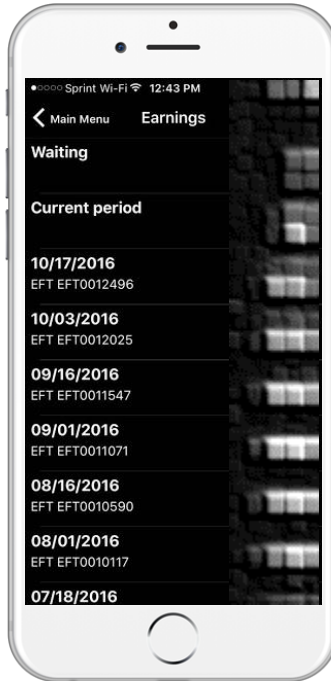 Sprint Wi-Fi 12:43 PM
Main Menu Earnings
Waiting
Current period
10/17/2016
EFT EFT0012496
10/03/2016
EFT EFT0012025
09/16/2016
EFT EFT0011547
09/01/2016
EFT EFT0011071
08/16/2016
EFT EFT0010590
08/01/2016
EFT EFT0010117
07/18/2016